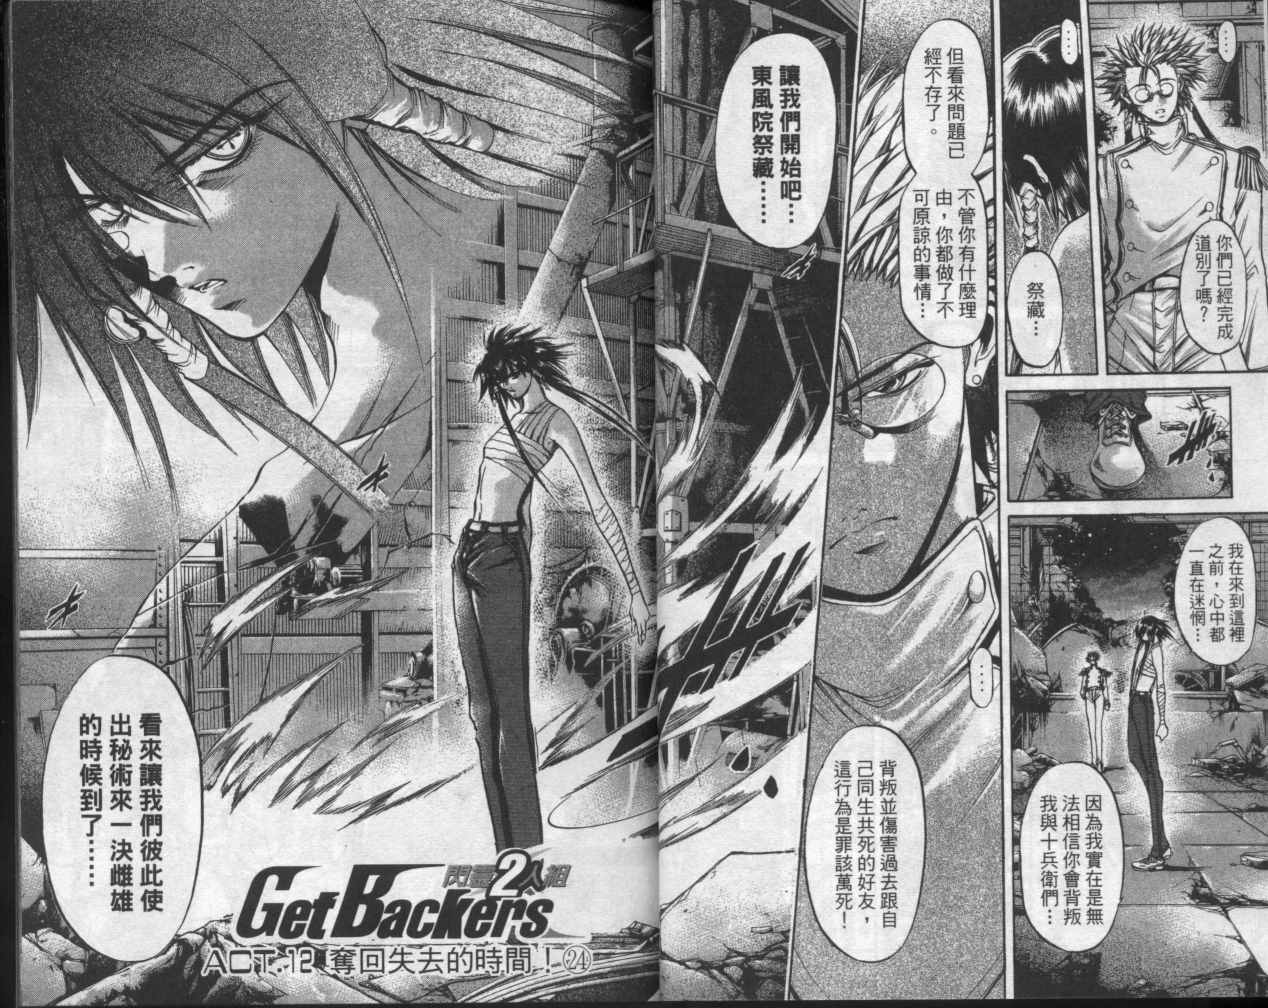 ……
你們已經完成
道別了嗎？
……
祭藏…
我在來到這裡
之前，心中都
一直在迷惘…
因為我實在是無
法相信你會背叛
我與十兵衛們…
但看來問題已
經不存了。
不管你有什麼理
由，你都做了不
可原諒的事情…
……
背叛並傷害過去跟自
己同生共死的好友，
這行為是罪該萬死！
讓我們開始吧…
東風院祭藏……
看來讓我們彼此使
出秘術來一決雌雄
的時候到了……
閃靈2人組
GetBackers
ACT.12 奪回失去的時間！㉔